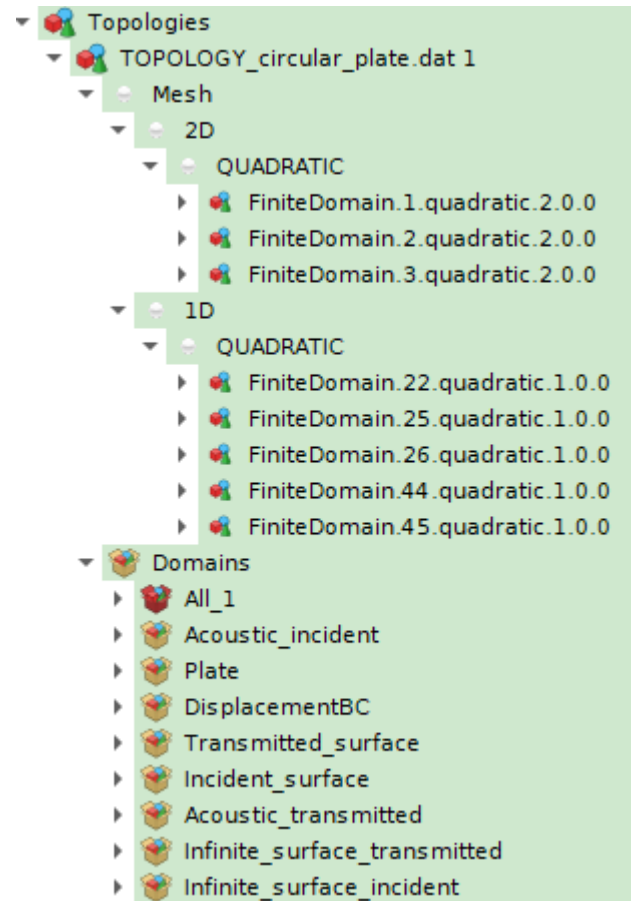 Topologies
TOPOLOGY_circular_plate.dat 1
Mesh
2D
QUADRATIC
FiniteDomain.1.quadratic.2.0.0
FiniteDomain.2.quadratic.2.0.0
FiniteDomain.3.quadratic.2.0.0
1D
QUADRATIC
FiniteDomain.22.quadratic.1.0.0
FiniteDomain.25.quadratic.1.0.0
FiniteDomain.26.quadratic.1.0.0
FiniteDomain.44.quadratic.1.0.0
FiniteDomain.45.quadratic.1.0.0
Domains
All_1
Acoustic_incident
Plate
DisplacementBC
Transmitted_surface
Incident_surface
Acoustic_transmitted
Infinite_surface_transmitted
Infinite_surface_incident